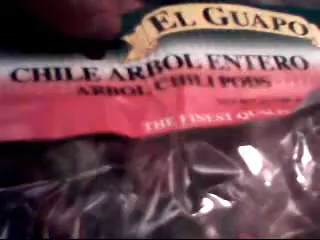 EL GUAPO
CHILE ARBOL ENTERO
ARBOL CHILI PODS
THE FINEST